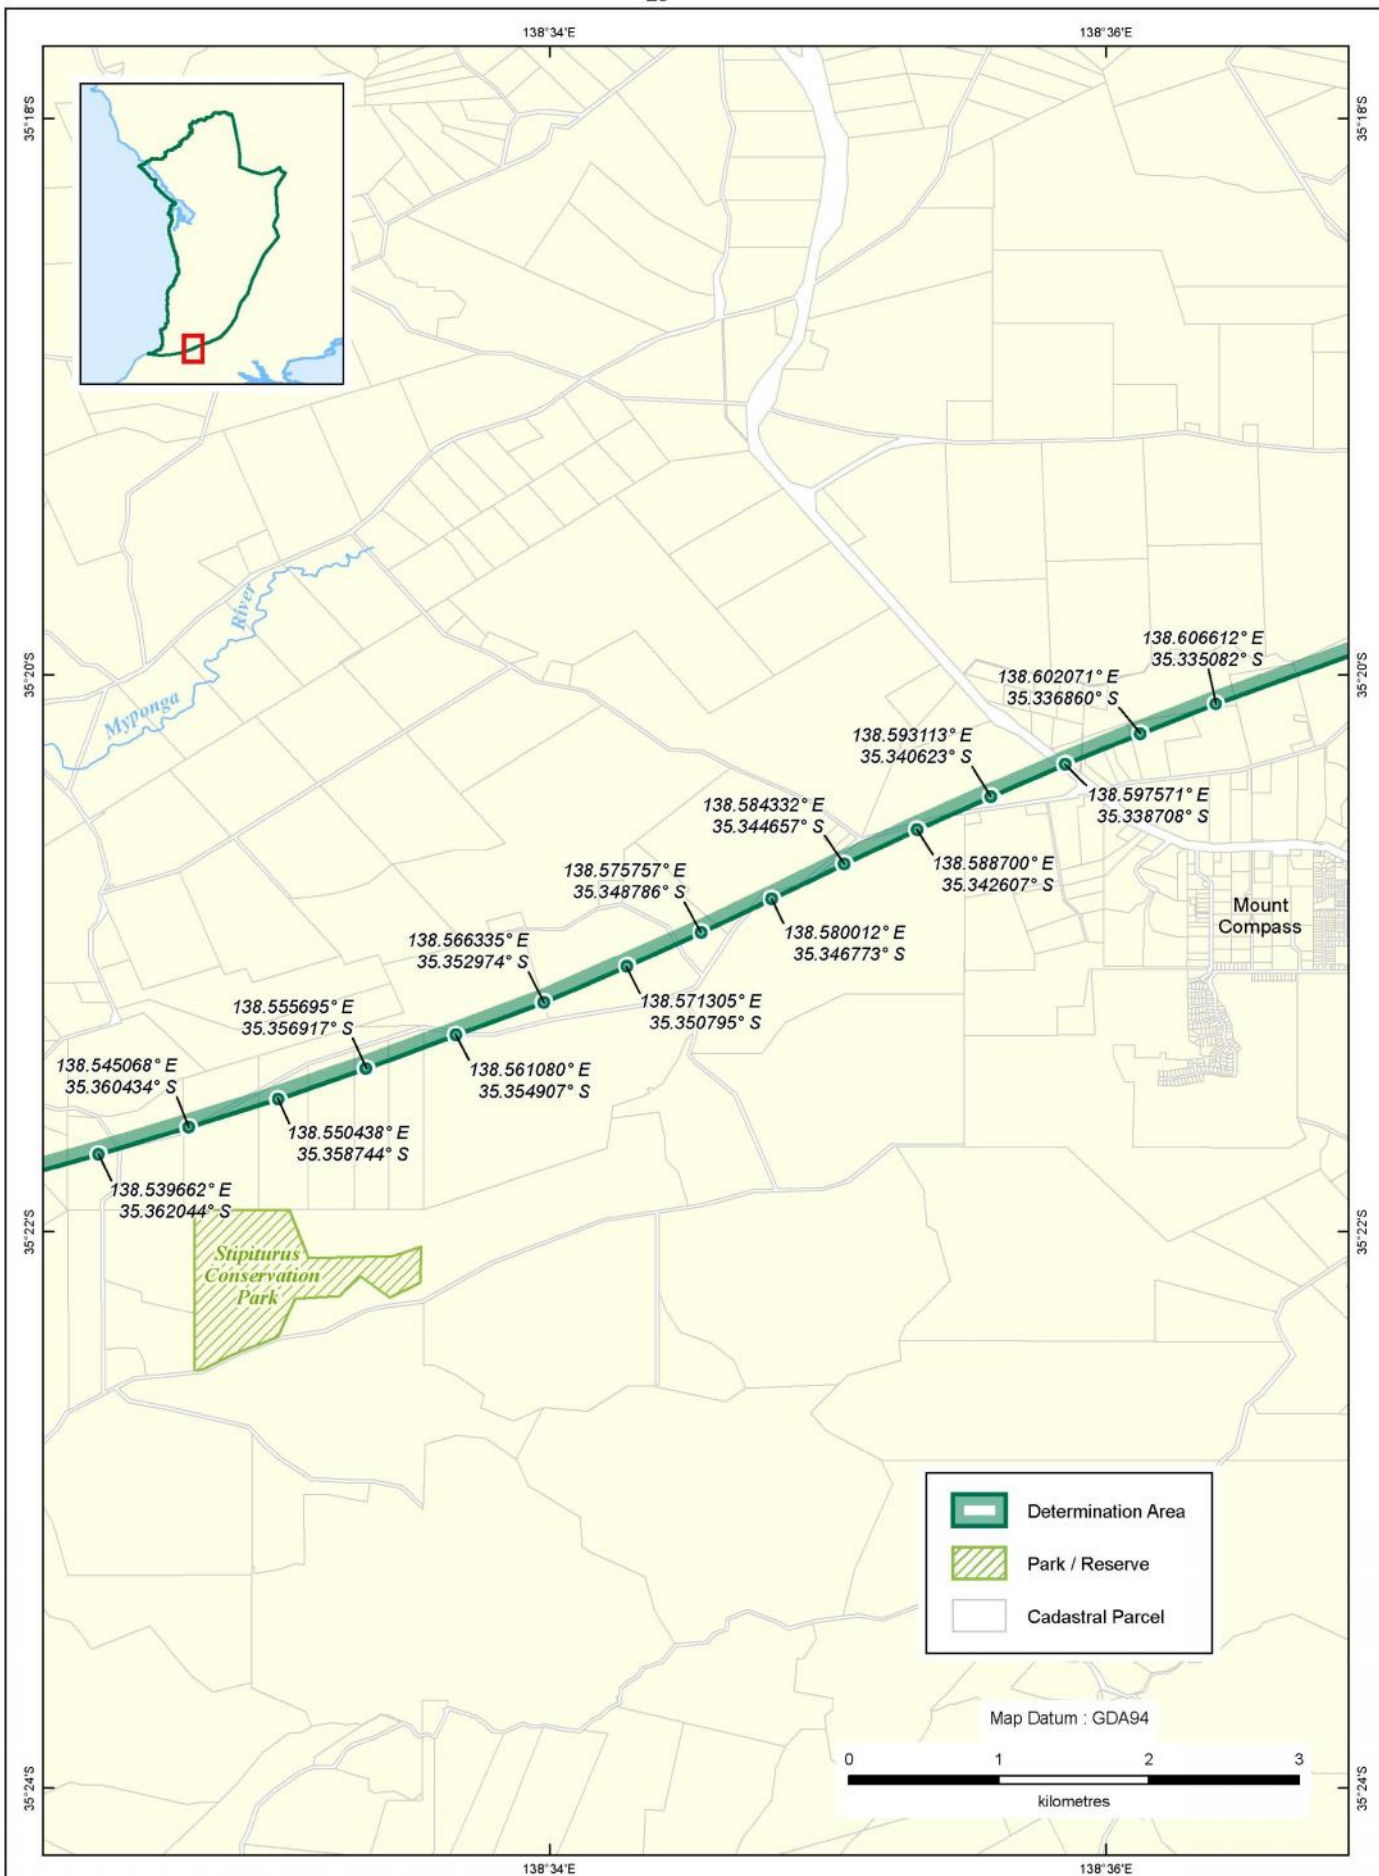 138°34'E
138°36'E
35°18'S
35°18'S
River
Myponga
35°20'S
35°20'S
138.606612° E
35.335082° S
138.602071° E
35.336860° S
138.593113° E
35.340623° S
138.597571° E
35.338708° S
138.584332° E
35.344657° S
138.588700° E
35.342607° S
138.575757° E
35.348786° S
138.580012° E
35.346773° S
Mount
Compass
138.566335° E
35.352974° S
138.571305° E
35.350795° S
138.555695° E
35.356917° S
138.561080° E
35.354907° S
138.545068° E
35.360434° S
138.550438° E
35.358744° S
138.539662° E
35.362044° S
35°22'S
35°22'S
Stipiturus
Conservation
Park
Determination Area
Park / Reserve
Cadastral Parcel
Map Datum : GDA94
0 1 2 3
kilometres
35°24'S
35°24'S
138°34'E
138°36'E